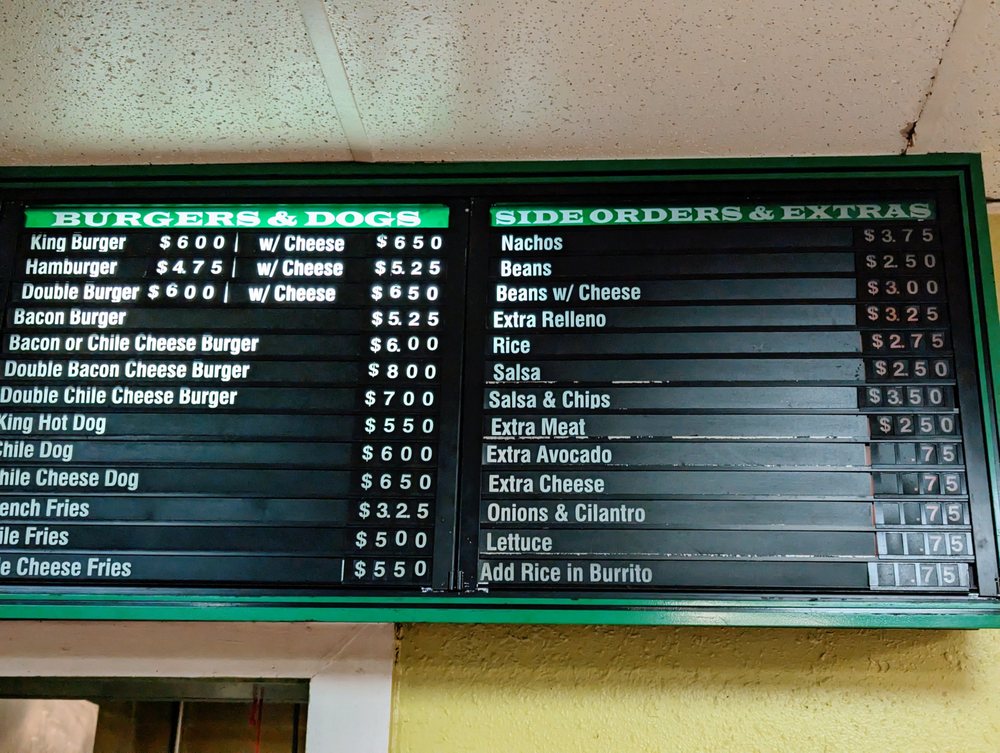 BURGERS & DOGS
King Burger $600 w/ Cheese $650
Hamburger $4.75 w/ Cheese $5.25
Double Burger $600 w/ Cheese $650
Bacon Burger $5.25
Bacon or Chile Cheese Burger $6.00
Double Bacon Cheese Burger $800
Double Chile Cheese Burger $700
King Hot Dog $550
Chile Dog $600
hile Cheese Dog $650
ench Fries $3.25
ile Fries $500
e Cheese Fries $550
SIDE ORDERS & EXTRAS
Nachos $3.75
Beans $2.50
Beans w/ Cheese $3.00
Extra Relleno $3.25
Rice $2.75
Salsa $2.50
Salsa & Chips $3.50
Extra Meat $250
Extra Avocado .75
Extra Cheese .75
Onions & Cilantro .75
Lettuce .75
Add Rice in Burrito .75